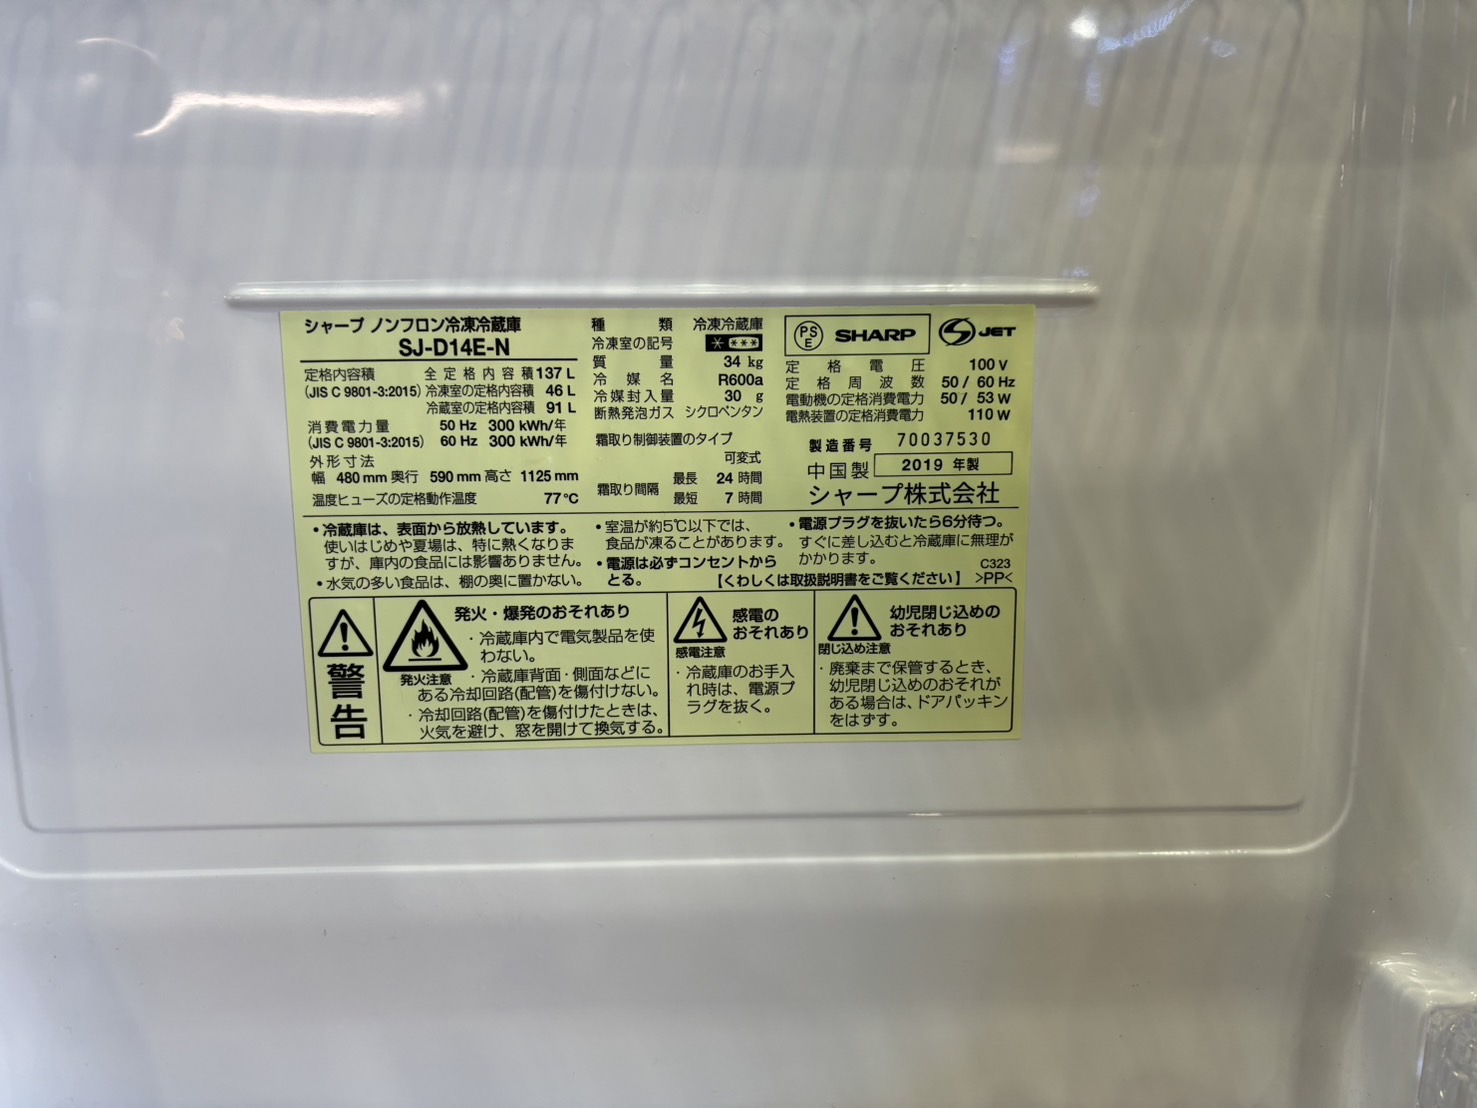 シャープ ノンフロン冷凍冷蔵庫
SJ-D14E-N
定格内容積 全定格内容積 137 L
(JIS C 9801-3:2015) 冷凍室の定格内容積 46 L
冷蔵室の定格内容積 91 L
消費電力量 50 Hz 300 kWh/年
(JIS C 9801-3:2015) 60 Hz 300 kWh/年
外形寸法
幅 480 mm 奥行 590 mm 高さ 1125 mm
温度ヒューズの定格動作温度 77℃
種類 冷凍冷蔵庫
冷凍室の記号 * ***
質量 34 kg
冷媒名 R600a
冷媒封入量 30 g
断熱発泡ガス シクロペンタン
霜取り制御装置のタイプ
可変式
霜取り間隔 最長 24 時間
最短 7 時間
PS
E
SHARP
S JET
定格電圧 100 V
定格周波数 50 / 60 Hz
電動機の定格消費電力 50 / 53 W
電熱装置の定格消費電力 110 W
製造番号 70037530
中国製 2019 年製
シャープ株式会社
・冷蔵庫は、表面から放熱しています。
使いはじめや夏場は、特に熱くなりま
すが、庫内の食品には影響ありません。
・水気の多い食品は、棚の奥に置かない。
・室温が約5℃以下では、
食品が凍ることがあります。
・電源は必ずコンセントから
とる。
・電源プラグを抜いたら6分待つ。
すぐに差し込むと冷蔵庫に無理が
かかります。
【くわしくは取扱説明書をご覧ください】
C323
>PP<
警告
発火注意
発火・爆発のおそれあり
・冷蔵庫内で電気製品を使
わない。
・冷蔵庫背面・側面などに
ある冷却回路(配管)を傷付けない。
・冷却回路(配管)を傷付けたときは、
火気を避け、窓を開けて換気する。
感電注意
感電の
おそれあり
・冷蔵庫のお手入
れ時は、電源プ
ラグを抜く。
閉じ込め注意
幼児閉じ込めの
おそれあり
・廃棄まで保管するとき、
幼児閉じ込めのおそれが
ある場合は、ドアパッキン
をはずす。